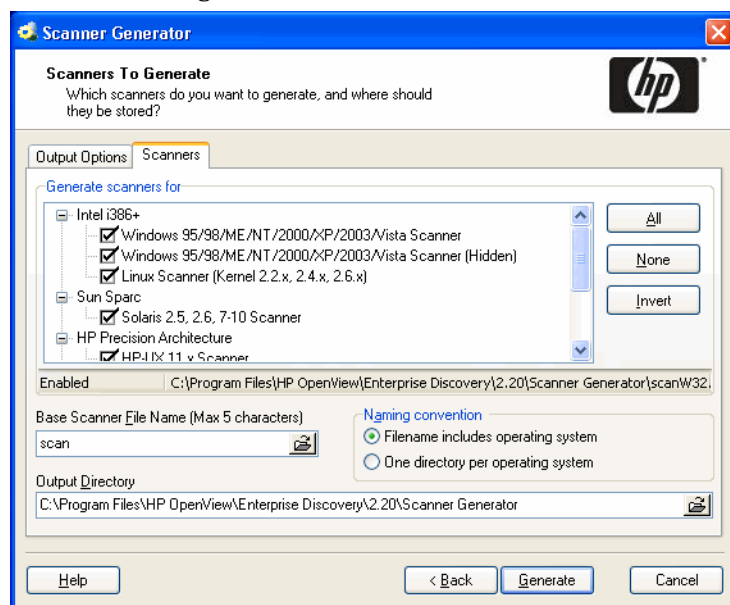 Scanner Generator
Scanners To Generate
Which scanners do you want to generate, and where should
they be stored?
hp
Output Options
Scanners
Generate scanners for
Intel i386+
Windows 95/98/ME/NT/2000/XP/2003/Vista Scanner
Windows 95/98/ME/NT/2000/XP/2003/Vista Scanner (Hidden)
Linux Scanner (Kernel 2.2.x, 2.4.x, 2.6.x)
Sun Sparc
Solaris 2.5, 2.6, 7-10 Scanner
HP Precision Architecture
HP-UX 11.x Scanner
All
None
Invert
Enabled C:\Program Files\HP OpenView\Enterprise Discovery\2.20\Scanner Generator\scanW32.
Base Scanner File Name (Max 5 characters)
scan
Naming convention
Filename includes operating system
One directory per operating system
Output Directory
C:\Program Files\HP OpenView\Enterprise Discovery\2.20\Scanner Generator
Help
< Back
Generate
Cancel